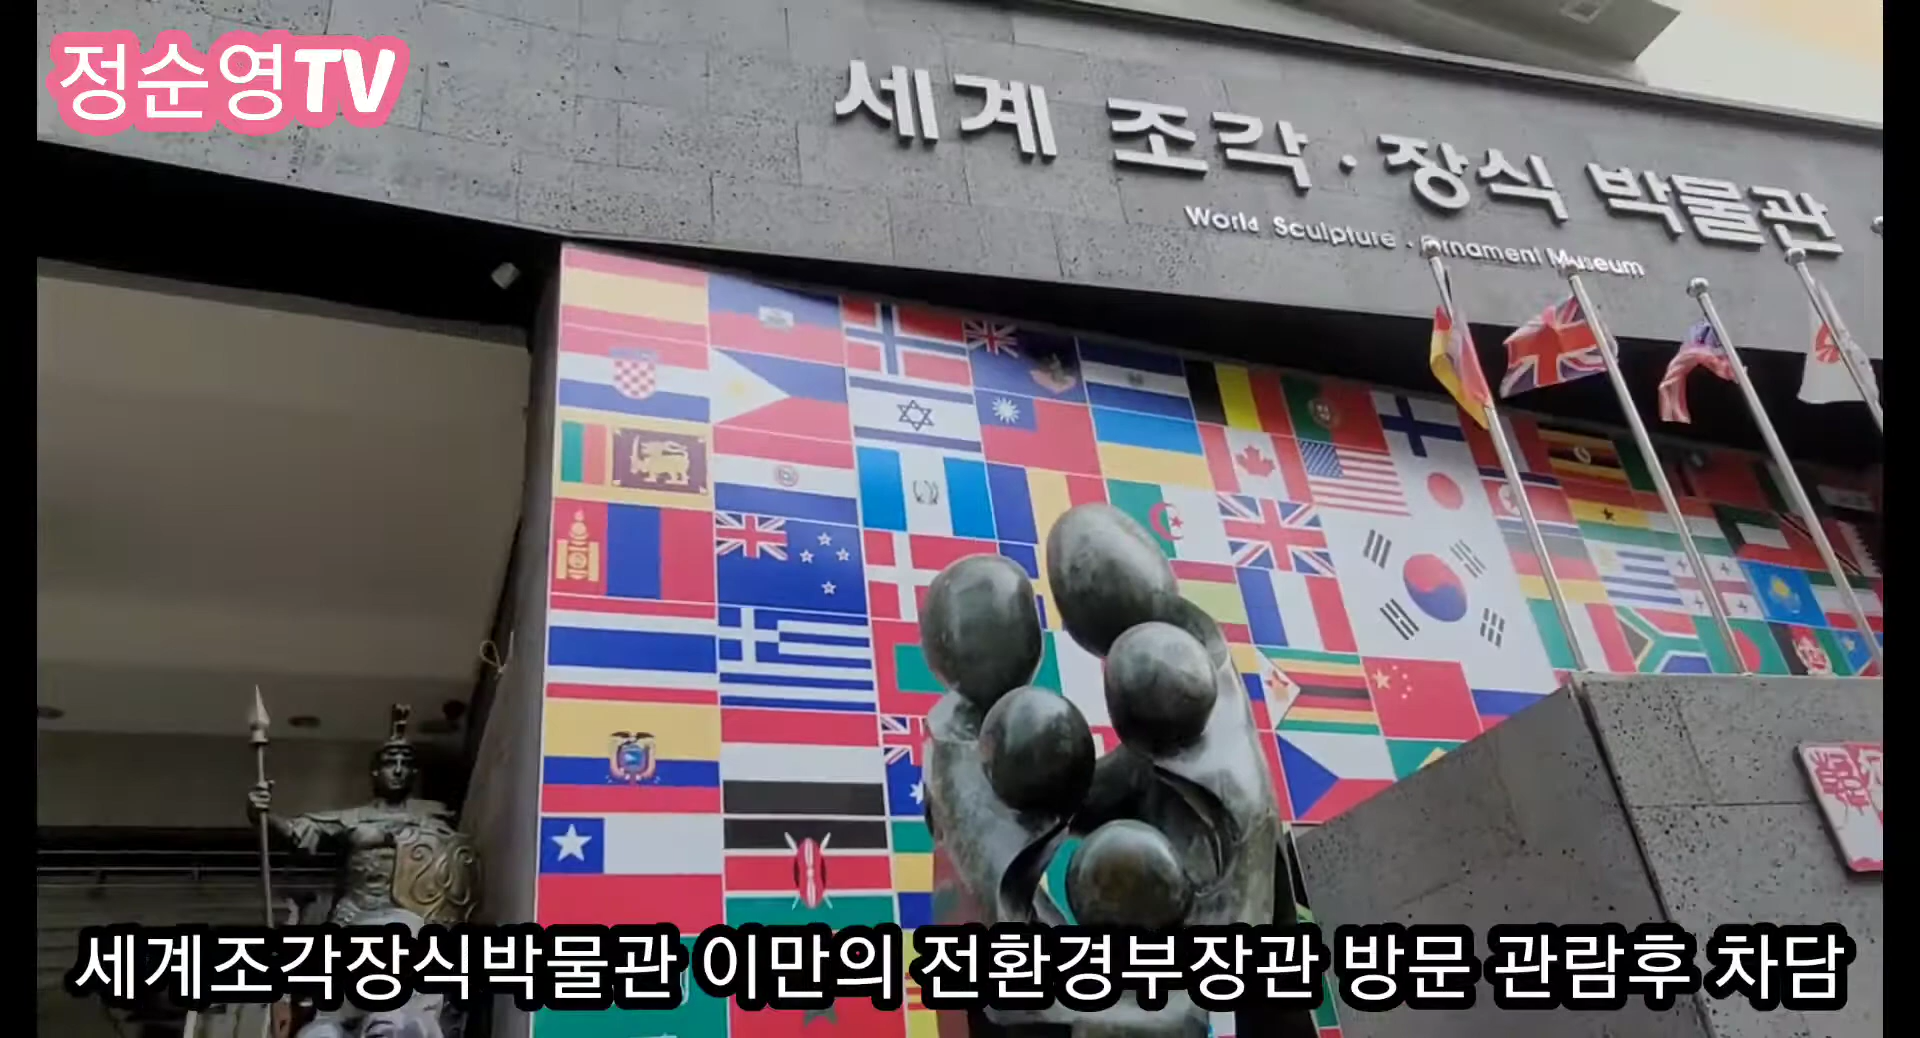 정순영TV
세계 조각·장식 박물관
World Sculpture · Ornament Museum
세계조각장식박물관 이만의 전환경부장관 방문 관람후 차담